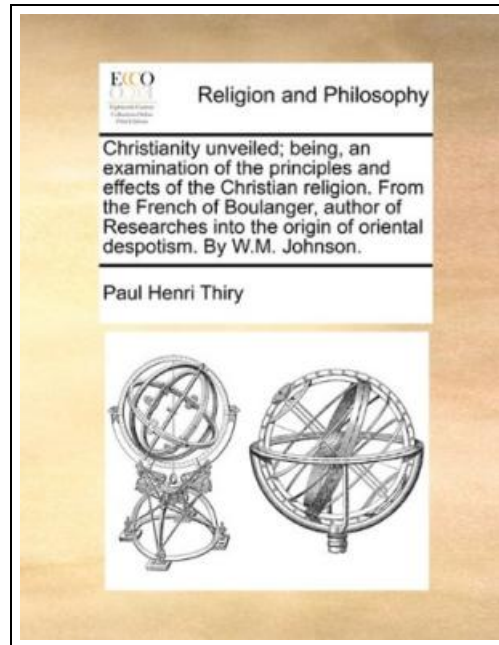 ECCO
Religion and Philosophy
Christianity unveiled; being, an
examination of the principles and
effects of the Christian religion. From
the French of Boulanger, author of
Researches into the origin of oriental
despotism. By W.M. Johnson.
Paul Henri Thiry